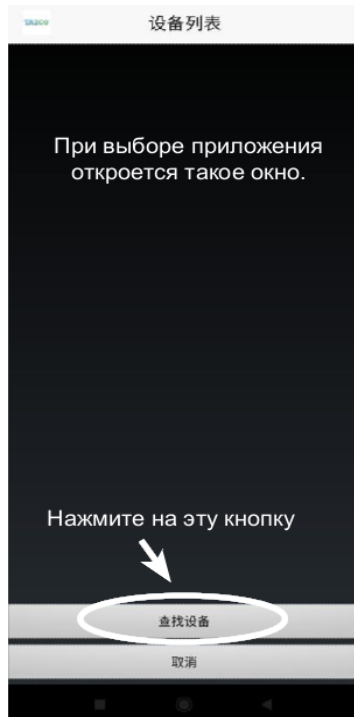 TASCO
设备列表
При выборе приложения
откроется такое окно.
Нажмите на эту кнопку
查找设备
取消